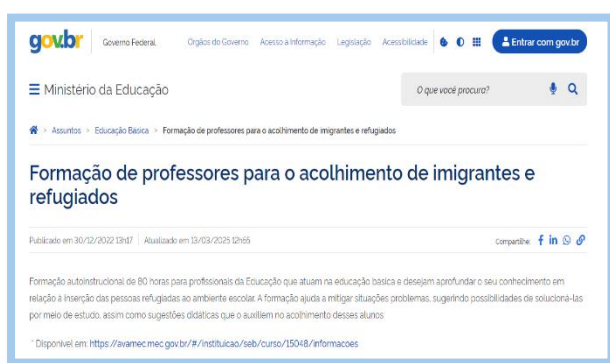 gov.br Governo Federal Órgãos do Governo Acesso à Informação Legislação Acessibilidade Entrar com gov.br
Ministério da Educação O que você procura?
Assuntos > Educação Básica > Formação de professores para o acolhimento de imigrantes e refugiados
Formação de professores para o acolhimento de imigrantes e
refugiados
Publicado em 30/12/2022 13h17 Atualizado em 13/03/2025 12h55 Compartilhe:
Formação autoinstrucional de 80 horas para profissionais da Educação que atuam na educação básica e desejam aprofundar o seu conhecimento em
relação à inserção das pessoas refugiadas ao ambiente escolar. A formação ajuda a mitigar situações problemas, sugerindo possibilidades de solucioná-las
por meio de estudo, assim como sugestões didáticas que o auxiliem no acolhimento desses alunos
* Disponível em: https://avamec.mec.gov.br/#/instituicao/seb/curso/15048/informacoes